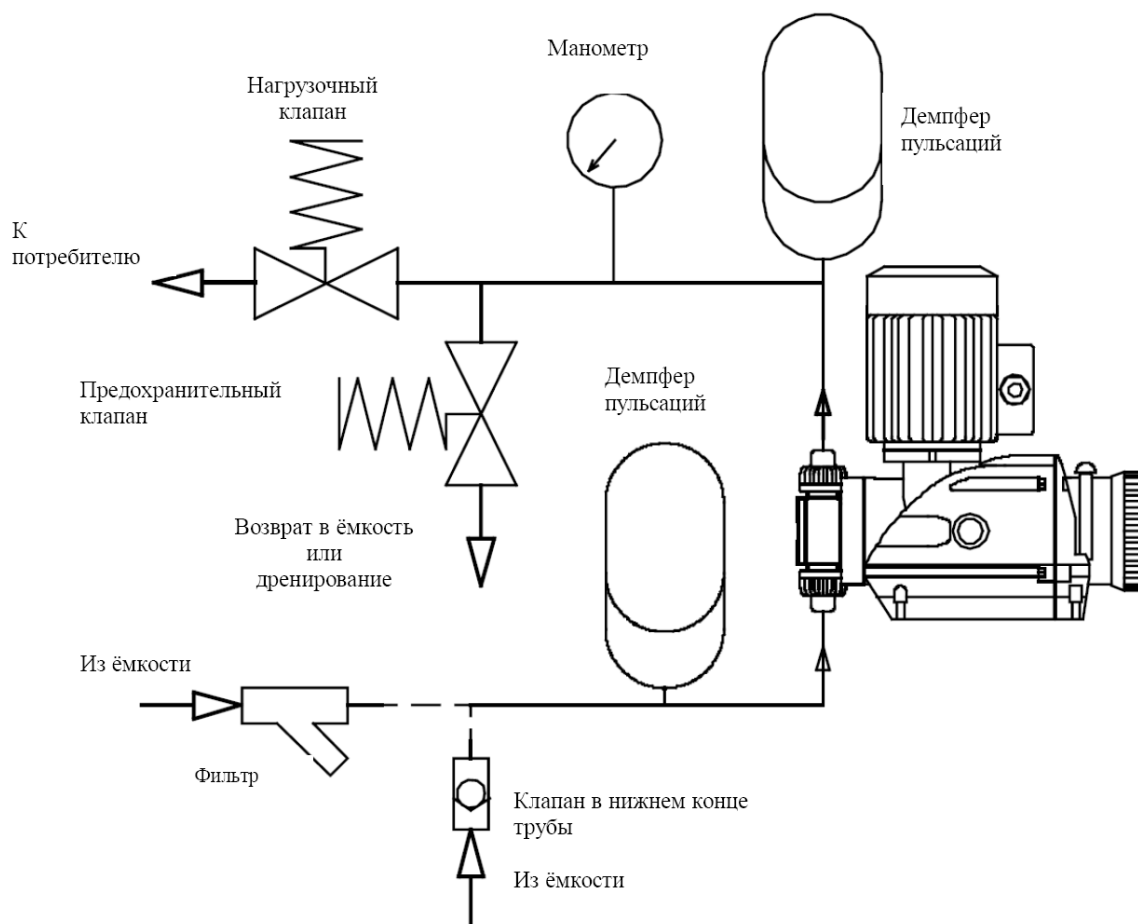 Манометр
Нагрузочный
клапан
Демпфер
пульсаций
К
потребителю
Предохранительный
клапан
Демпфер
пульсаций
Возврат в ёмкость
или
дренирование
Из ёмкости
Фильтр
Клапан в нижнем конце
трубы
Из ёмкости